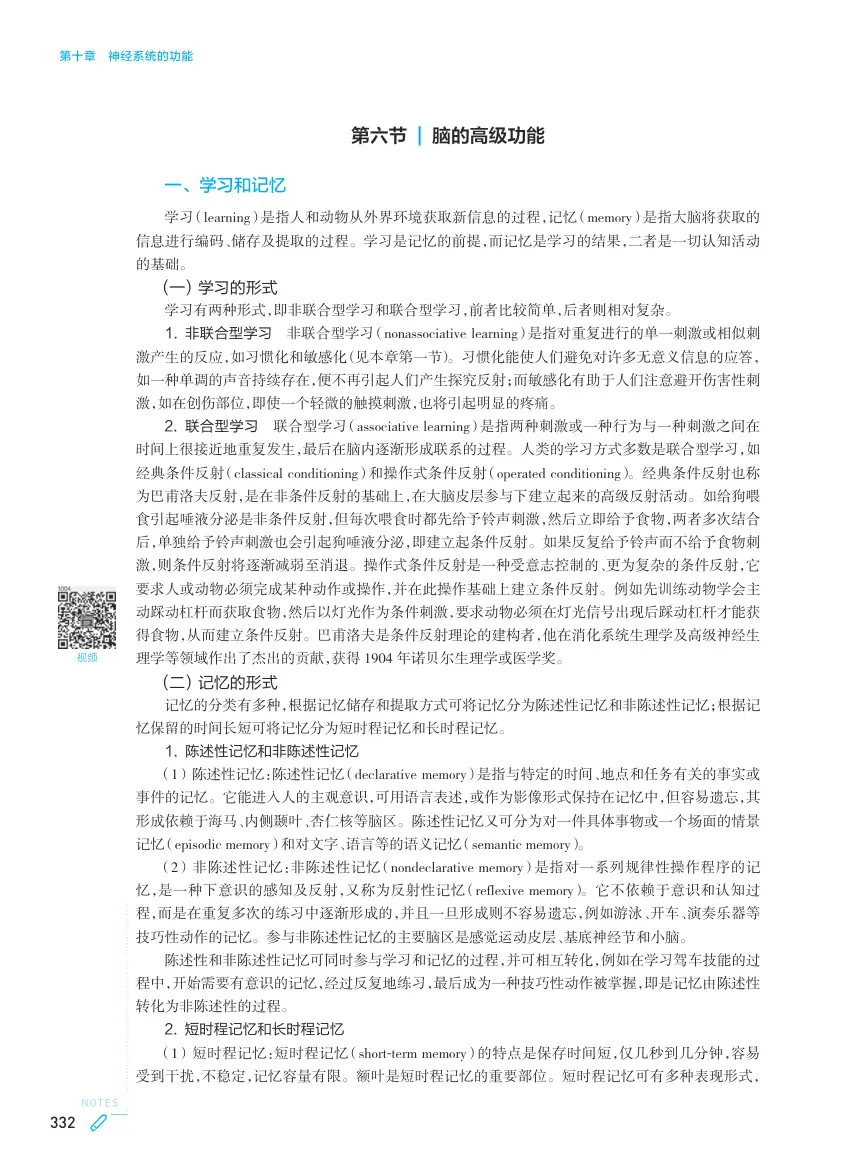 第十章　神经系统的功能
第六节 | 脑的高级功能
一、学习和记忆
学习（learning）是指人和动物从外界环境获取新信息的过程，记忆（memory）是指大脑将获取的
信息进行编码、储存及提取的过程。学习是记忆的前提，而记忆是学习的结果，二者是一切认知活动
的基础。
（一）学习的形式
学习有两种形式，即非联合型学习和联合型学习，前者比较简单，后者则相对复杂。
1. 非联合型学习　非联合型学习（nonassociative learning）是指对重复进行的单一刺激或相似刺
激产生的反应，如习惯化和敏感化（见本章第一节）。习惯化能使人们避免对许多无意义信息的应答，
如一种单调的声音持续存在，便不再引起人们产生探究反射；而敏感化有助于人们注意避开伤害性刺
激，如在创伤部位，即使一个轻微的触摸刺激，也将引起明显的疼痛。
2. 联合型学习　联合型学习（associative learning）是指两种刺激或一种行为与一种刺激之间在
时间上很接近地重复发生，最后在脑内逐渐形成联系的过程。人类的学习方式多数是联合型学习，如
经典条件反射（classical conditioning）和操作式条件反射（operated conditioning）。经典条件反射也称
为巴甫洛夫反射，是在非条件反射的基础上，在大脑皮层参与下建立起来的高级反射活动。如给狗喂
食引起唾液分泌是非条件反射，但每次喂食时都先给予铃声刺激，然后立即给予食物，两者多次结合
后，单独给予铃声刺激也会引起狗唾液分泌，即建立起条件反射。如果反复给予铃声而不给予食物刺
激，则条件反射将逐渐减弱至消退。操作式条件反射是一种受意志控制的、更为复杂的条件反射，它
要求人或动物必须完成某种动作或操作，并在此操作基础上建立条件反射。例如先训练动物学会主
动踩动杠杆而获取食物，然后以灯光作为条件刺激，要求动物必须在灯光信号出现后踩动杠杆才能获
得食物，从而建立条件反射。巴甫洛夫是条件反射理论的建构者，他在消化系统生理学及高级神经生
理学等领域作出了杰出的贡献，获得 1904 年诺贝尔生理学或医学奖。
1004
视频
（二）记忆的形式
记忆的分类有多种，根据记忆储存和提取方式可将记忆分为陈述性记忆和非陈述性记忆；根据记
忆保留的时间长短可将记忆分为短时程记忆和长时程记忆。
1. 陈述性记忆和非陈述性记忆
（1）陈述性记忆：陈述性记忆（declarative memory）是指与特定的时间、地点和任务有关的事实或
事件的记忆。它能进入人的主观意识，可用语言表述，或作为影像形式保持在记忆中，但容易遗忘，其
形成依赖于海马、内侧颞叶、杏仁核等脑区。陈述性记忆又可分为对一件具体事物或一个场面的情景
记忆（episodic memory）和对文字、语言等的语义记忆（semantic memory）。
（2）非陈述性记忆：非陈述性记忆（nondeclarative memory）是指对一系列规律性操作程序的记
忆，是一种下意识的感知及反射，又称为反射性记忆（reflexive memory）。它不依赖于意识和认知过
程，而是在重复多次的练习中逐渐形成的，并且一旦形成则不容易遗忘，例如游泳、开车、演奏乐器等
技巧性动作的记忆。参与非陈述性记忆的主要脑区是感觉运动皮层、基底神经节和小脑。
陈述性和非陈述性记忆可同时参与学习和记忆的过程，并可相互转化，例如在学习驾车技能的过
程中，开始需要有意识的记忆，经过反复地练习，最后成为一种技巧性动作被掌握，即是记忆由陈述性
转化为非陈述性的过程。
2. 短时程记忆和长时程记忆
（1）短时程记忆：短时程记忆（short-term memory）的特点是保存时间短，仅几秒到几分钟，容易
受到干扰，不稳定，记忆容量有限。额叶是短时程记忆的重要部位。短时程记忆可有多种表现形式，
NOTES
332